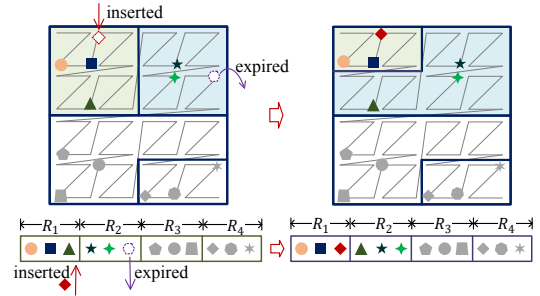 inserted
expired
R₁ R₂ R₃ R₄
R₁ R₂ R₃ R₄
inserted
expired